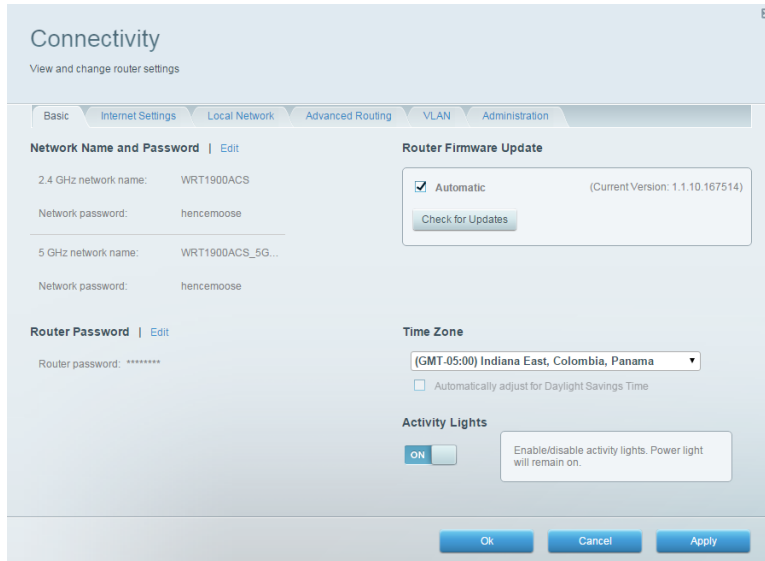 Connectivity
View and change router settings
Basic Internet Settings Local Network Advanced Routing VLAN Administration
Network Name and Password | Edit
2.4 GHz network name: WRT1900ACS
Network password: hencemoose
5 GHz network name: WRT1900ACS_5G...
Network password: hencemoose
Router Password | Edit
Router password: ********
Router Firmware Update
Automatic (Current Version: 1.1.10.167514)
Check for Updates
Time Zone
(GMT-05:00) Indiana East, Colombia, Panama
Automatically adjust for Daylight Savings Time
Activity Lights
ON
Enable/disable activity lights. Power light
will remain on.
Ok Cancel Apply